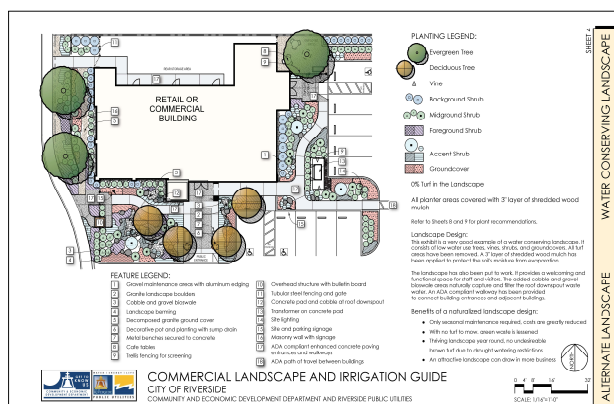 PLANTING LEGEND:
Evergreen Tree
Deciduous Tree
Vine
Background Shrub
Midground Shrub
Foreground Shrub
Accent Shrub
Groundcover
0% Turf in the Landscape
All planter areas covered with 3" layer of shredded wood
mulch
Refer to Sheets 8 and 9 for plant recommendations.
Landscape Design:
This exhibit is a very good example of a water conserving landscape. It
consists of low water use trees, vines, shrubs, and groundcovers. All turf
areas have been removed. A 3" layer of shredded wood mulch has
been applied to protect the soil's moisture from evaporation.
The landscape has also been put to work. It provides a welcoming and
functional space for staff and visitors. The added cobble and gravel
bioswale areas naturally capture and filter the roof downspout waste
water. An ADA compliant walkway has been provided
to connect building entrances and adjacent buildings.
Benefits of a naturalized landscape design:
• Only seasonal maintenance required, costs are greatly reduced
• With no turf to mow, green waste is lessened
• Thriving landscape year round, no undesireable
brown turf due to drought watering restrictions
• An attractive landscape can draw in more business
RETAIL OR
COMMERCIAL
BUILDING
FEATURE LEGEND:
1 Gravel maintenance areas with aluminum edging
2 Granite landscape boulders
3 Cobble and gravel bioswale
4 Landscape berming
5 Decomposed granite ground cover
6 Decorative pot and planting with sump drain
7 Metal benches secured to concrete
8 Cafe tables
9 Trellis fencing for screening
10 Overhead structure with bulletin board
11 Tubular steel fencing and gate
12 Concrete pad and cobble at roof downspout
13 Transformer on concrete pad
14 Site lighting
15 Site and parking signage
16 Masonry wall with signage
17 ADA compliant enhanced concrete paving
entrances and walkways
18 ADA path of travel between buildings
COMMERCIAL LANDSCAPE AND IRRIGATION GUIDE
CITY OF RIVERSIDE
COMMUNITY AND ECONOMIC DEVELOPMENT DEPARTMENT AND RIVERSIDE PUBLIC UTILITIES
NORTH
0 4' 8' 16' 32'
SCALE: 1/16"=1'-0"
SHEET 4
WATER CONSERVING LANDSCAPE
ALTERNATE LANDSCAPE